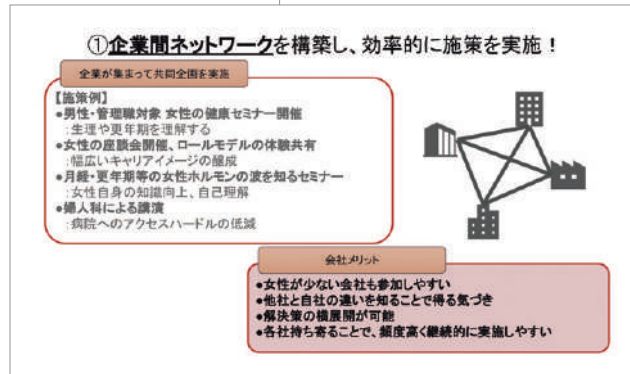 ①企業間ネットワークを構築し、効率的に施策を実施！
企業が集まって共同企画を実施
【施策例】
●男性・管理職対象 女性の健康セミナー開催
：生理や更年期を理解する
●女性の座談会開催、ロールモデルの体験共有
：幅広いキャリアイメージの醸成
●月経・更年期等の女性ホルモンの波を知るセミナー
：女性自身の知識向上、自己理解
●婦人科による講演
：病院へのアクセスハードルの低減
会社メリット
●女性が少ない会社も参加しやすい
●他社と自社の違いを知ることで得る気づき
●解決策の横展開が可能
●各社持ち寄ることで、頻度高く継続的に実施しやすい